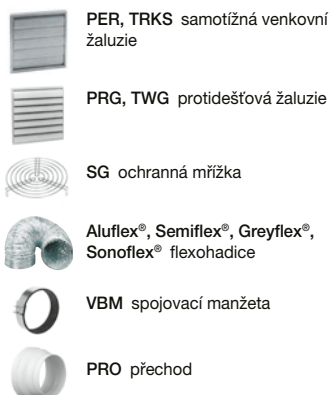 PER, TRKS samotížná venkovní
žaluzie
PRG, TWG protidešťová žaluzie
SG ochranná mřížka
Aluflex®, Semiflex®, Greyflex®,
Sonoflex® flexohadice
VBM spojovací manžeta
PRO přechod